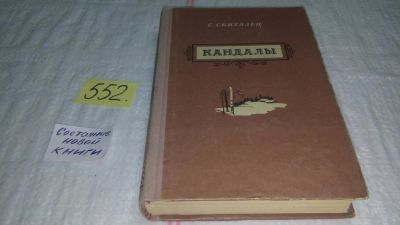 С. СКИТАЛЕЦ
КАНДАЛЫ
552.
Состояние
новой
книги